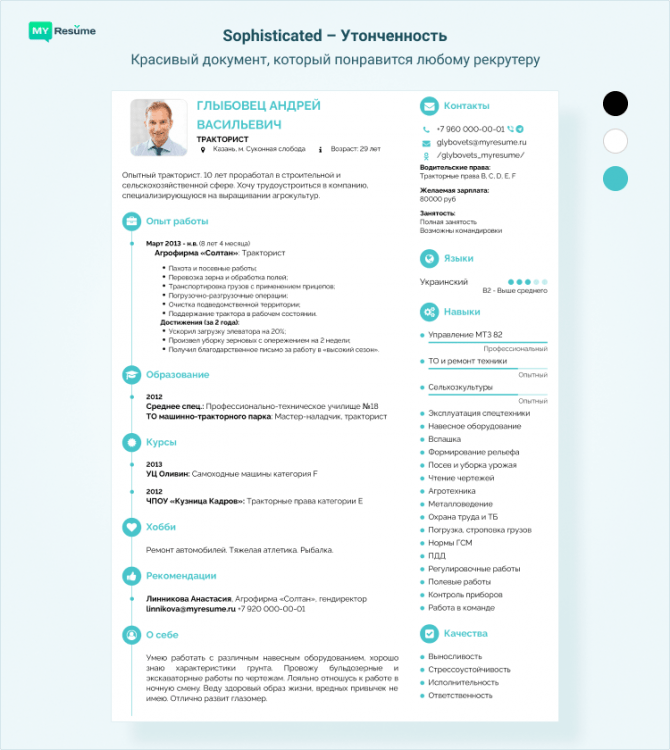 MY Resume
Sophisticated – Утонченность
Красивый документ, который понравится любому рекрутеру
ГЛЫБОВЕЦ АНДРЕЙ
ВАСИЛЬЕВИЧ
ТРАКТОРИСТ
Казань, м. Суконная слобода Возраст: 29 лет
Опытный тракторист. 10 лет проработал в строительной и
сельскохозяйственной сфере. Хочу трудоустроиться в компанию,
специализирующуюся на выращивании агрокультур.
Опыт работы
Март 2013 - н.в. (8 лет 4 месяца)
Агрофирма «Солтан»: Тракторист
Пахота и посевные работы;
Перевозка зерна и обработка полей;
Транспортировка грузов с применением прицепов;
Погрузочно-разгрузочные операции;
Очистка подведомственной территории;
Поддержание трактора в рабочем состоянии.
Достижения (за 2 года):
Ускорил загрузку элеватора на 20%;
Произвел уборку зерновых с опережением на 2 недели;
Получил благодарственное письмо за работу в «высокий сезон».
Образование
2012
Среднее спец.: Профессионально-техническое училище №18
ТО машинно-тракторного парка: Мастер-наладчик, тракторист
Курсы
2013
УЦ Оливин: Самоходные машины категория F
2012
ЧПОУ «Кузница Кадров»: Тракторные права категории E
Хобби
Ремонт автомобилей. Тяжелая атлетика. Рыбалка.
Рекомендации
Линникова Анастасия, Агрофирма «Солтан», гендиректор
linnikova@myresume.ru +7 920 000-00-01
О себе
Умею работать с различным навесным оборудованием, хорошо
знаю характеристики грунта. Провожу бульдозерные и
экскаваторные работы по чертежам. Лояльно отношусь к работе в
ночную смену. Веду здоровый образ жизни, вредных привычек не
имею. Отлично развит глазомер.
Контакты
+7 960 000-00-01
glybovets@myresume.ru
/glybovets_myresume/
Водительские права:
Тракторные права B, C, D, E, F
Желаемая зарплата:
80000 руб
Занятость:
Полная занятость
Возможны командировки
Языки
Украинский
B2 - Выше среднего
Навыки
Управление МТЗ 82
Профессиональный
ТО и ремонт техники
Опытный
Сельхозкультуры
Опытный
Эксплуатация спецтехники
Навесное оборудование
Вспашка
Формирование рельефа
Посев и уборка урожая
Чтение чертежей
Агротехника
Металловедение
Охрана труда и ТБ
Погрузка, строповка грузов
Нормы ГСМ
ПДД
Регулировочные работы
Полевые работы
Контроль приборов
Работа в команде
Качества
Выносливость
Стрессоустойчивость
Исполнительность
Ответственность